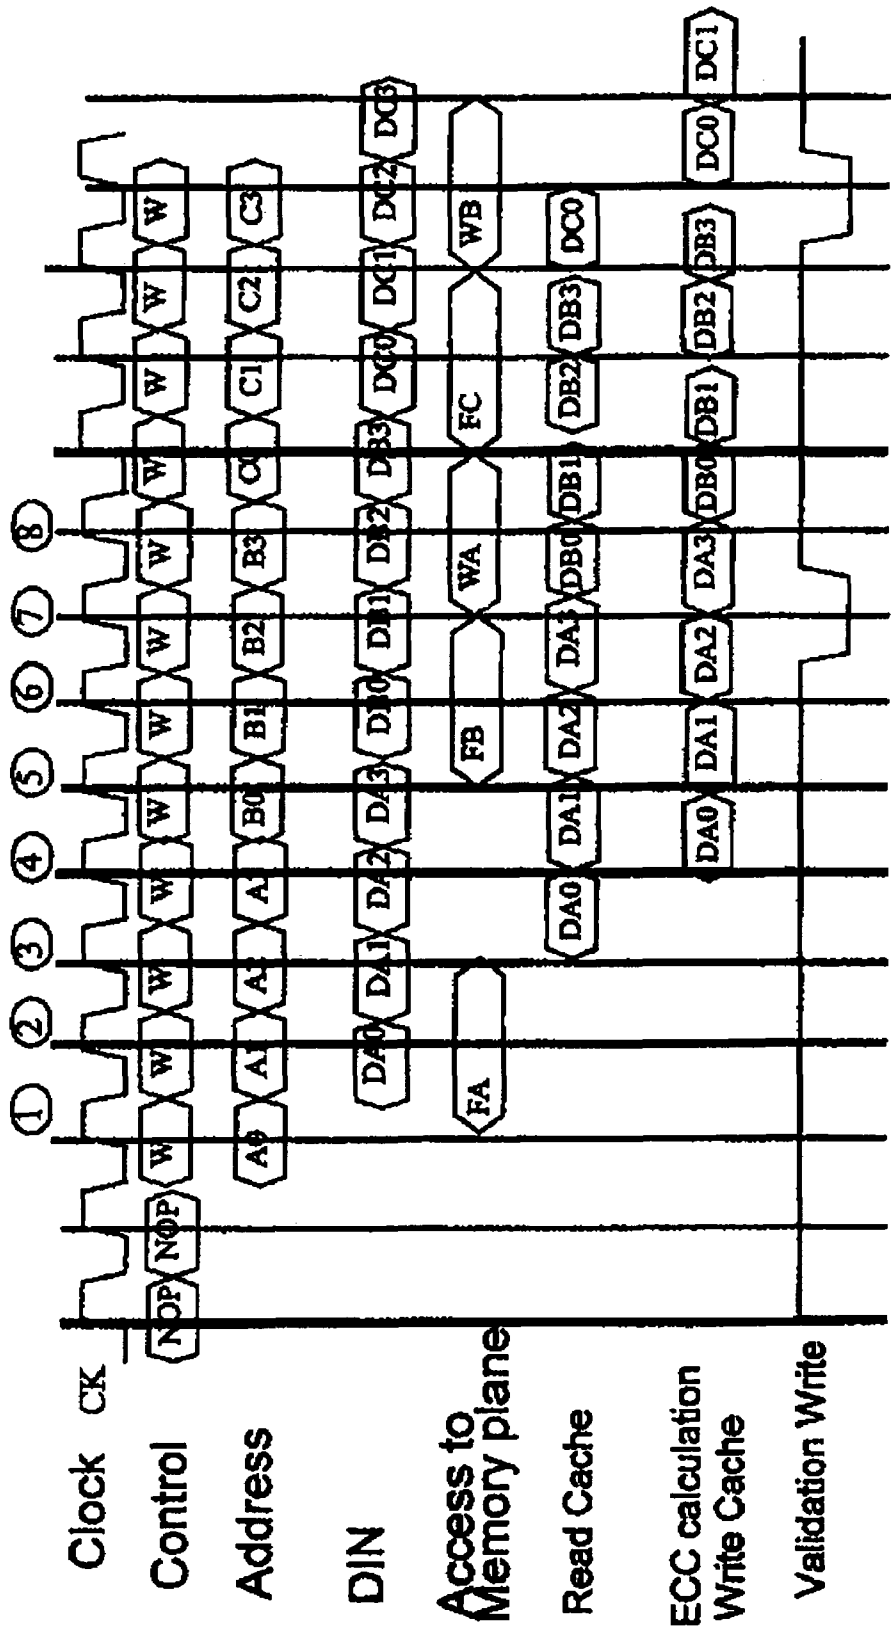 1 2 3 4 5 6 7 8
Clock CK
Control NOP NOP W W W W W W W W W W W W
Address A0 A1 A2 A3 B0 B1 B2 B3 C0 C1 C2 C3
DIN DA0 DA1 DA2 DA3 DB0 DB1 DB2 DB3 DC0 DC1 DC2 DC3
Access to
Memory plane FA FB WA FC WB
Read Cache DA0 DA1 DA2 DA3 DB0 DB1 DB2 DB3 DC0
ECC calculation
Write Cache DA0 DA1 DA2 DA3 DB0 DB1 DB2 DB3 DC0 DC1
Validation Write